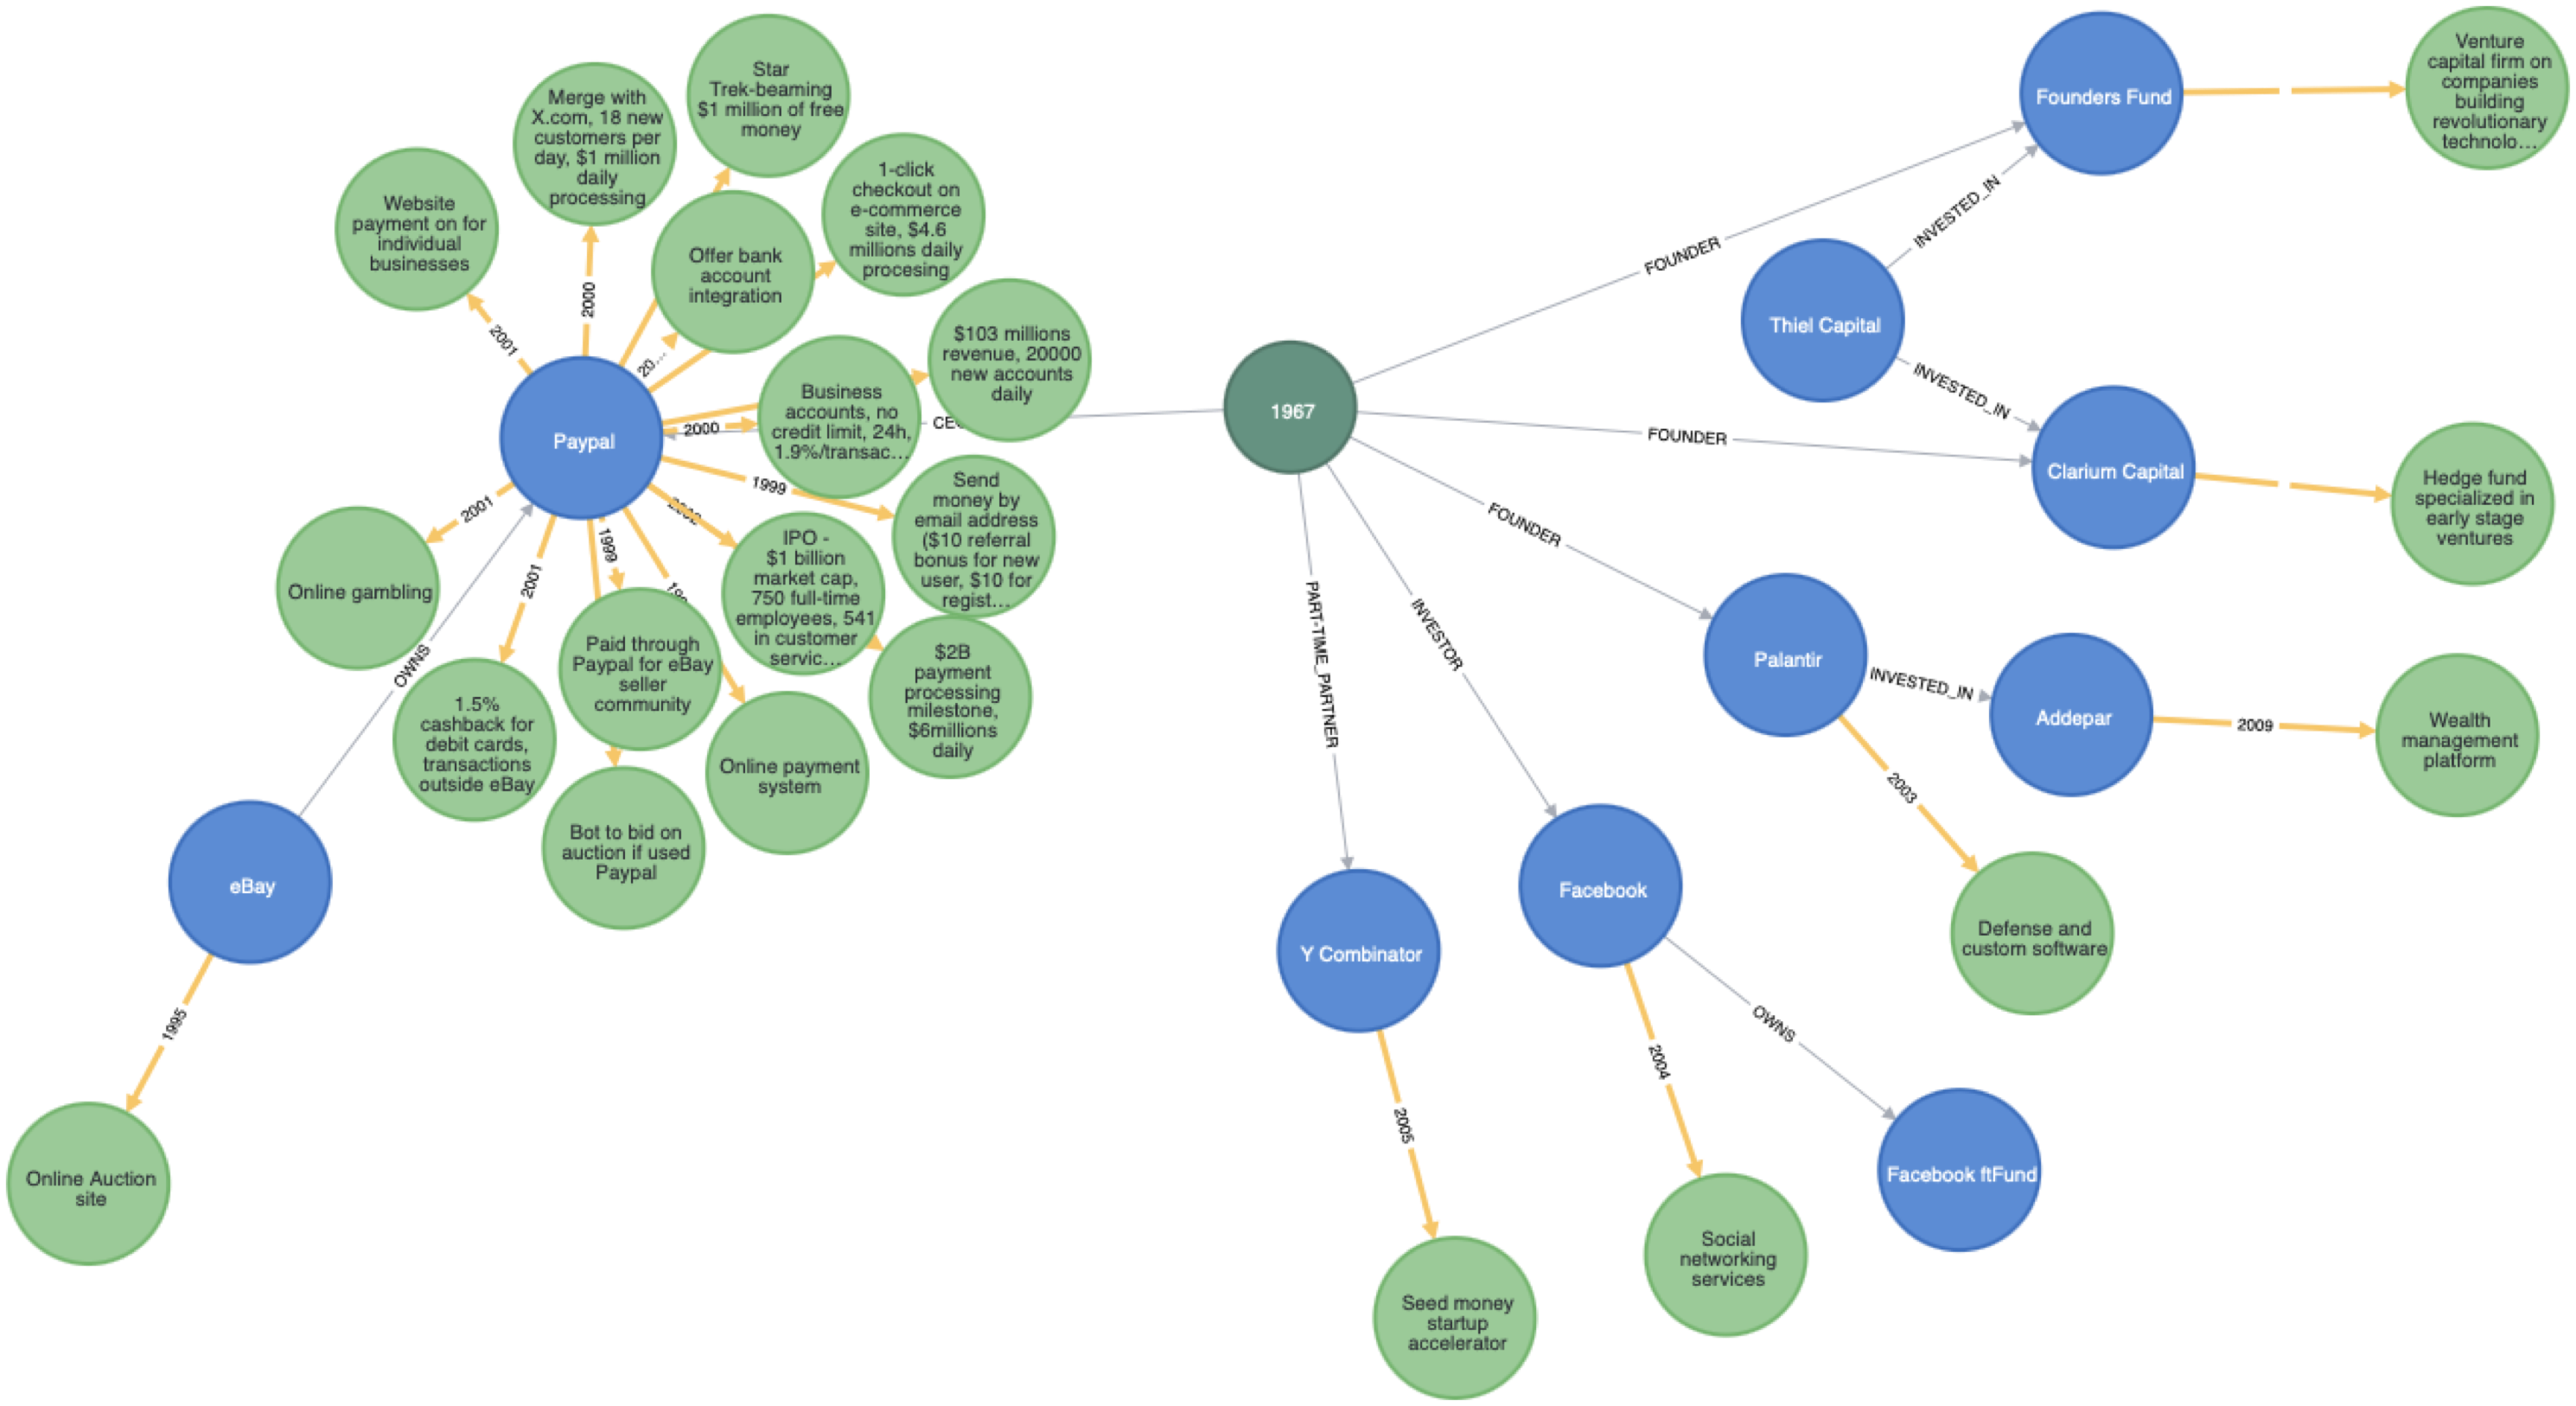 Star
Trek-beaming
$1 million of free
money
Merge with
X.com, 18 new
customers per
day, $1 million
daily
processing
Website
payment on for
individual
businesses
Offer bank
account
integration
1-click
checkout on
e-commerce
site, $4.6
millions daily
procesing
$103 millions
revenue, 20000
new accounts
daily
Business
accounts, no
credit limit, 24h,
1.9%/transac...
2001
2000
20...
2000
Paypal
1999
2001
2001
1999
Send
money by
email address
($10 referral
bonus for new
user, $10 for
regist...
IPO -
$1 billion
market cap,
750 full-time
employees, 541
in customer
servic...
$2B
payment
processing
milestone,
$6millions
daily
Online gambling
OWNS
1.5%
cashback for
debit cards,
transactions
outside eBay
Paid through
Paypal for eBay
seller
community
Online payment
system
Bot to bid on
auction if used
Paypal
eBay
1995
Online Auction
site
1967
FOUNDER
Founders Fund
Venture
capital firm on
companies
building
revolutionary
technolo...
INVESTED_IN
Thiel Capital
INVESTED_IN
FOUNDER
Clarium Capital
Hedge fund
specialized in
early stage
ventures
FOUNDER
Palantir
INVESTED_IN
Addepar
2009
Wealth
management
platform
2003
Defense and
custom software
INVESTOR
Facebook
OWNS
Facebook ftFund
2004
Social
networking
services
PART-TIME_PARTNER
Y Combinator
2005
Seed money
startup
accelerator